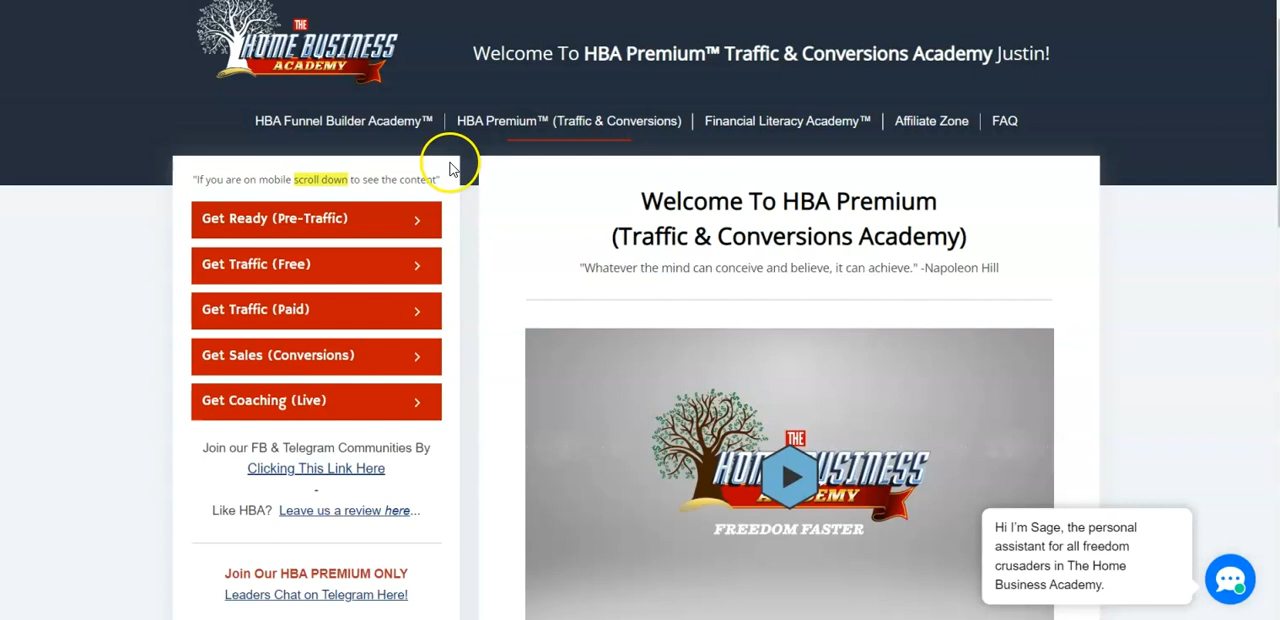 THE
HOME BUSINESS
ACADEMY
Welcome To HBA Premium™ Traffic & Conversions Academy Justin!
HBA Funnel Builder Academy™
HBA Premium™ (Traffic & Conversions)
Financial Literacy Academy™
Affiliate Zone
FAQ
"If you are on mobile scroll down to see the content"
Get Ready (Pre-Traffic)
Get Traffic (Free)
Get Traffic (Paid)
Get Sales (Conversions)
Get Coaching (Live)
Join our FB & Telegram Communities By
Clicking This Link Here
-
Like HBA? Leave us a review here...
Join Our HBA PREMIUM ONLY
Leaders Chat on Telegram Here!
Welcome To HBA Premium
(Traffic & Conversions Academy)
"Whatever the mind can conceive and believe, it can achieve." -Napoleon Hill
THE
HOME BUSINESS
ACADEMY
FREEDOM FASTER
Hi I'm Sage, the personal
assistant for all freedom
crusaders in The Home
Business Academy.